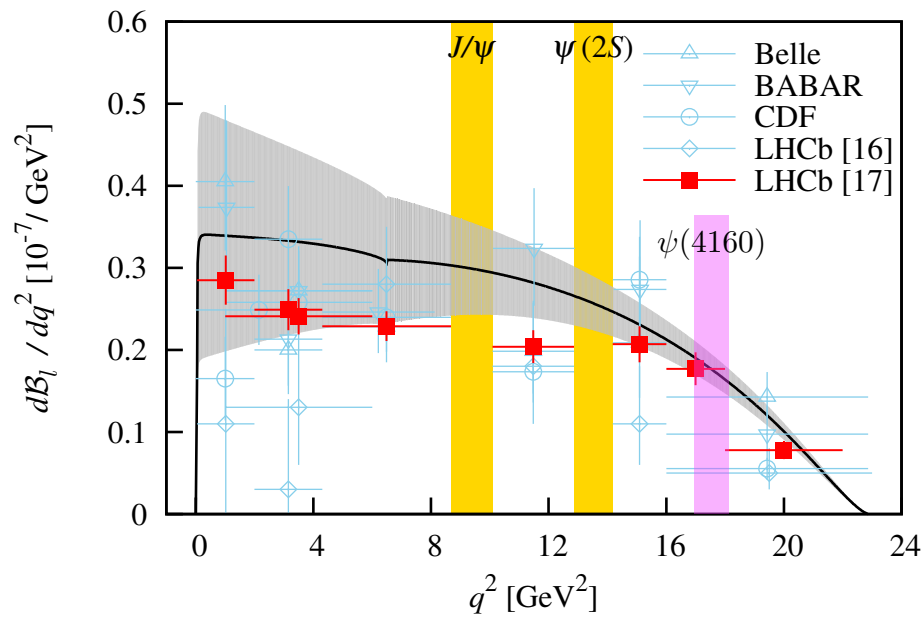 0.6
0.5
0.4
0.3
0.2
0.1
0
dB_l / dq^2 [10^-7/ GeV^2]
J/ψ
ψ (2S)
ψ(4160)
Belle
BABAR
CDF
LHCb [16]
LHCb [17]
0 4 8 12 16 20 24
q^2 [GeV^2]